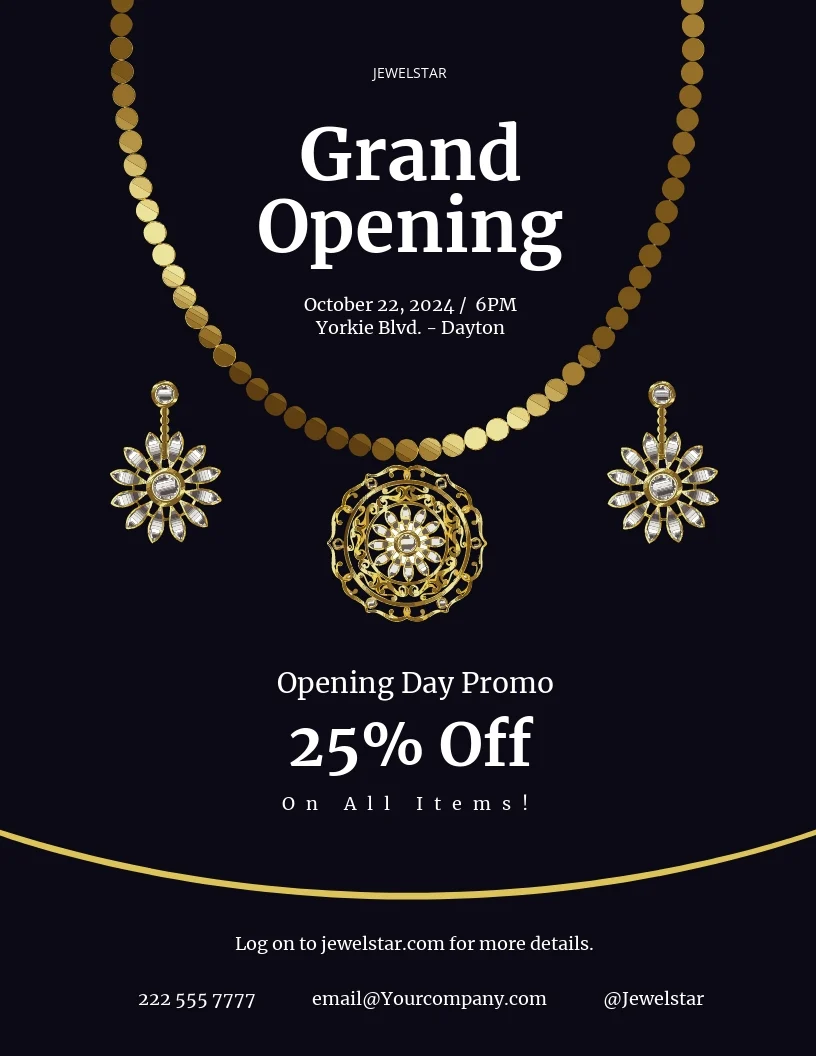 JEWELSTAR
Grand
Opening
October 22, 2024 /  6PM
Yorkie Blvd. - Dayton
Opening Day Promo
25% Off
On All Items!
Log on to jewelstar.com for more details.
222 555 7777
email@Yourcompany.com
@Jewelstar